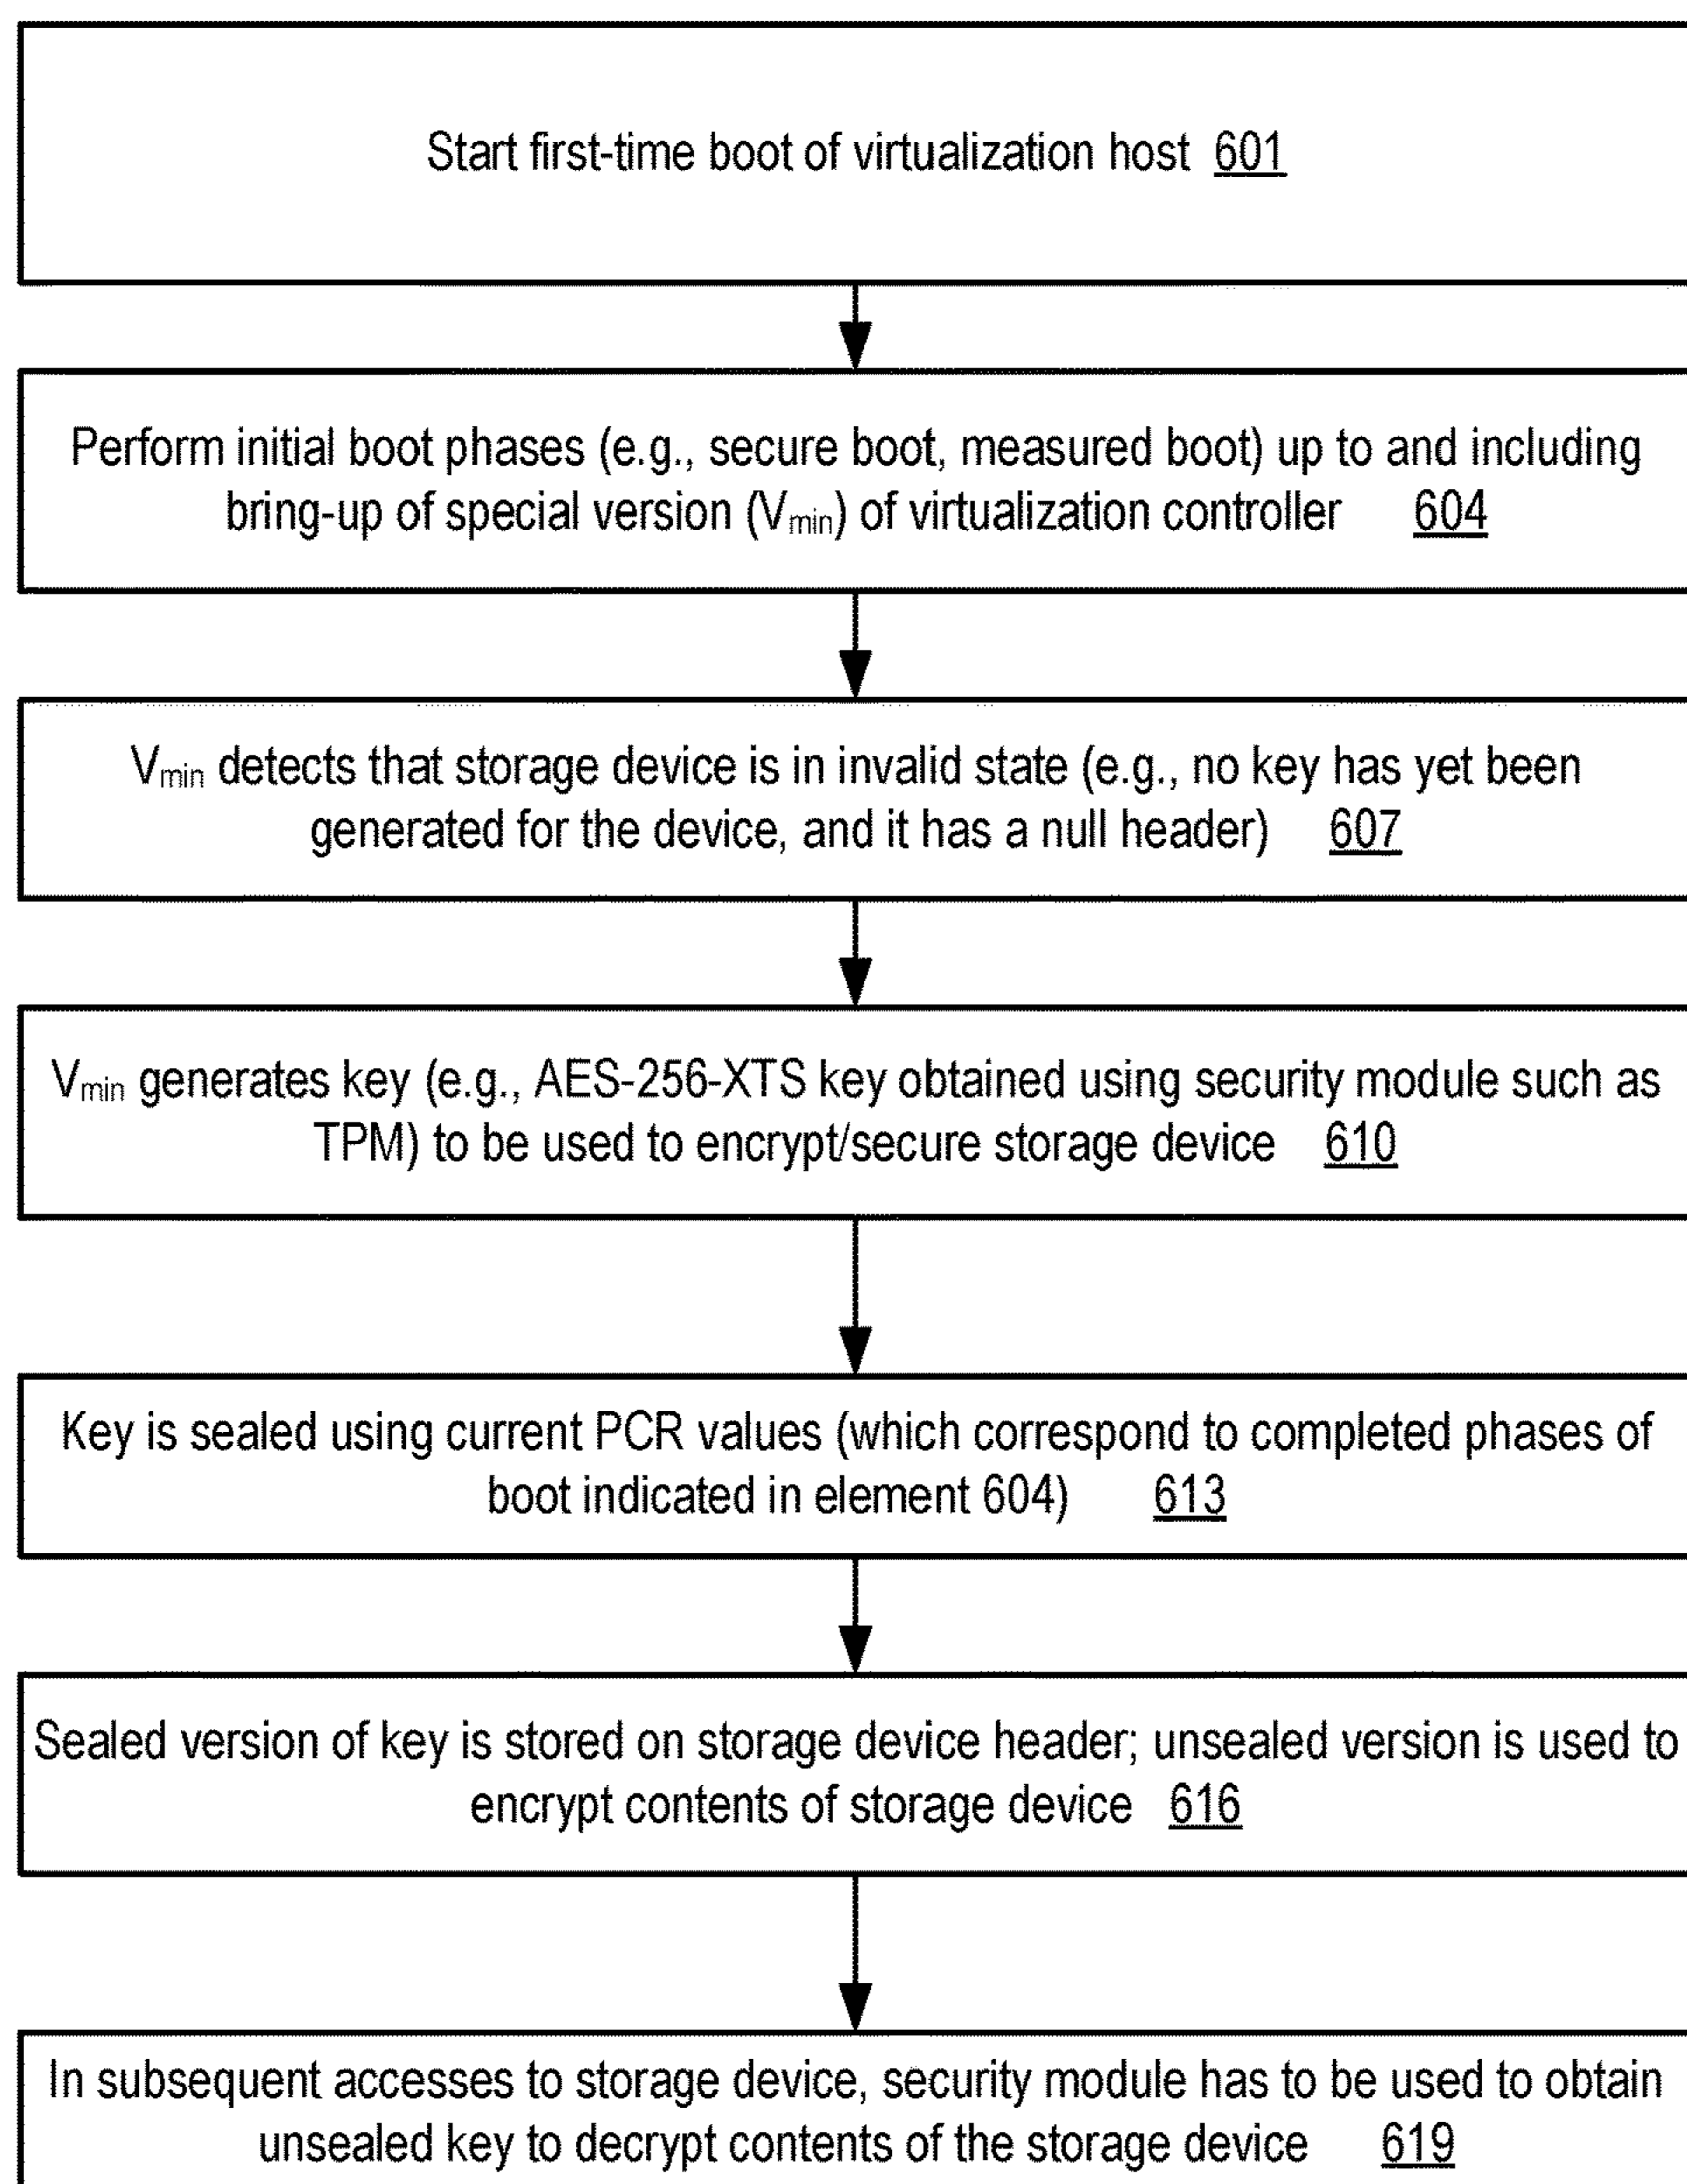 Start first-time boot of virtualization host 601
Perform initial boot phases (e.g., secure boot, measured boot) up to and including
bring-up of special version (Vmin) of virtualization controller 604
Vmin detects that storage device is in invalid state (e.g., no key has yet been
generated for the device, and it has a null header) 607
Vmin generates key (e.g., AES-256-XTS key obtained using security module such as
TPM) to be used to encrypt/secure storage device 610
Key is sealed using current PCR values (which correspond to completed phases of
boot indicated in element 604) 613
Sealed version of key is stored on storage device header; unsealed version is used to
encrypt contents of storage device 616
In subsequent accesses to storage device, security module has to be used to obtain
unsealed key to decrypt contents of the storage device 619